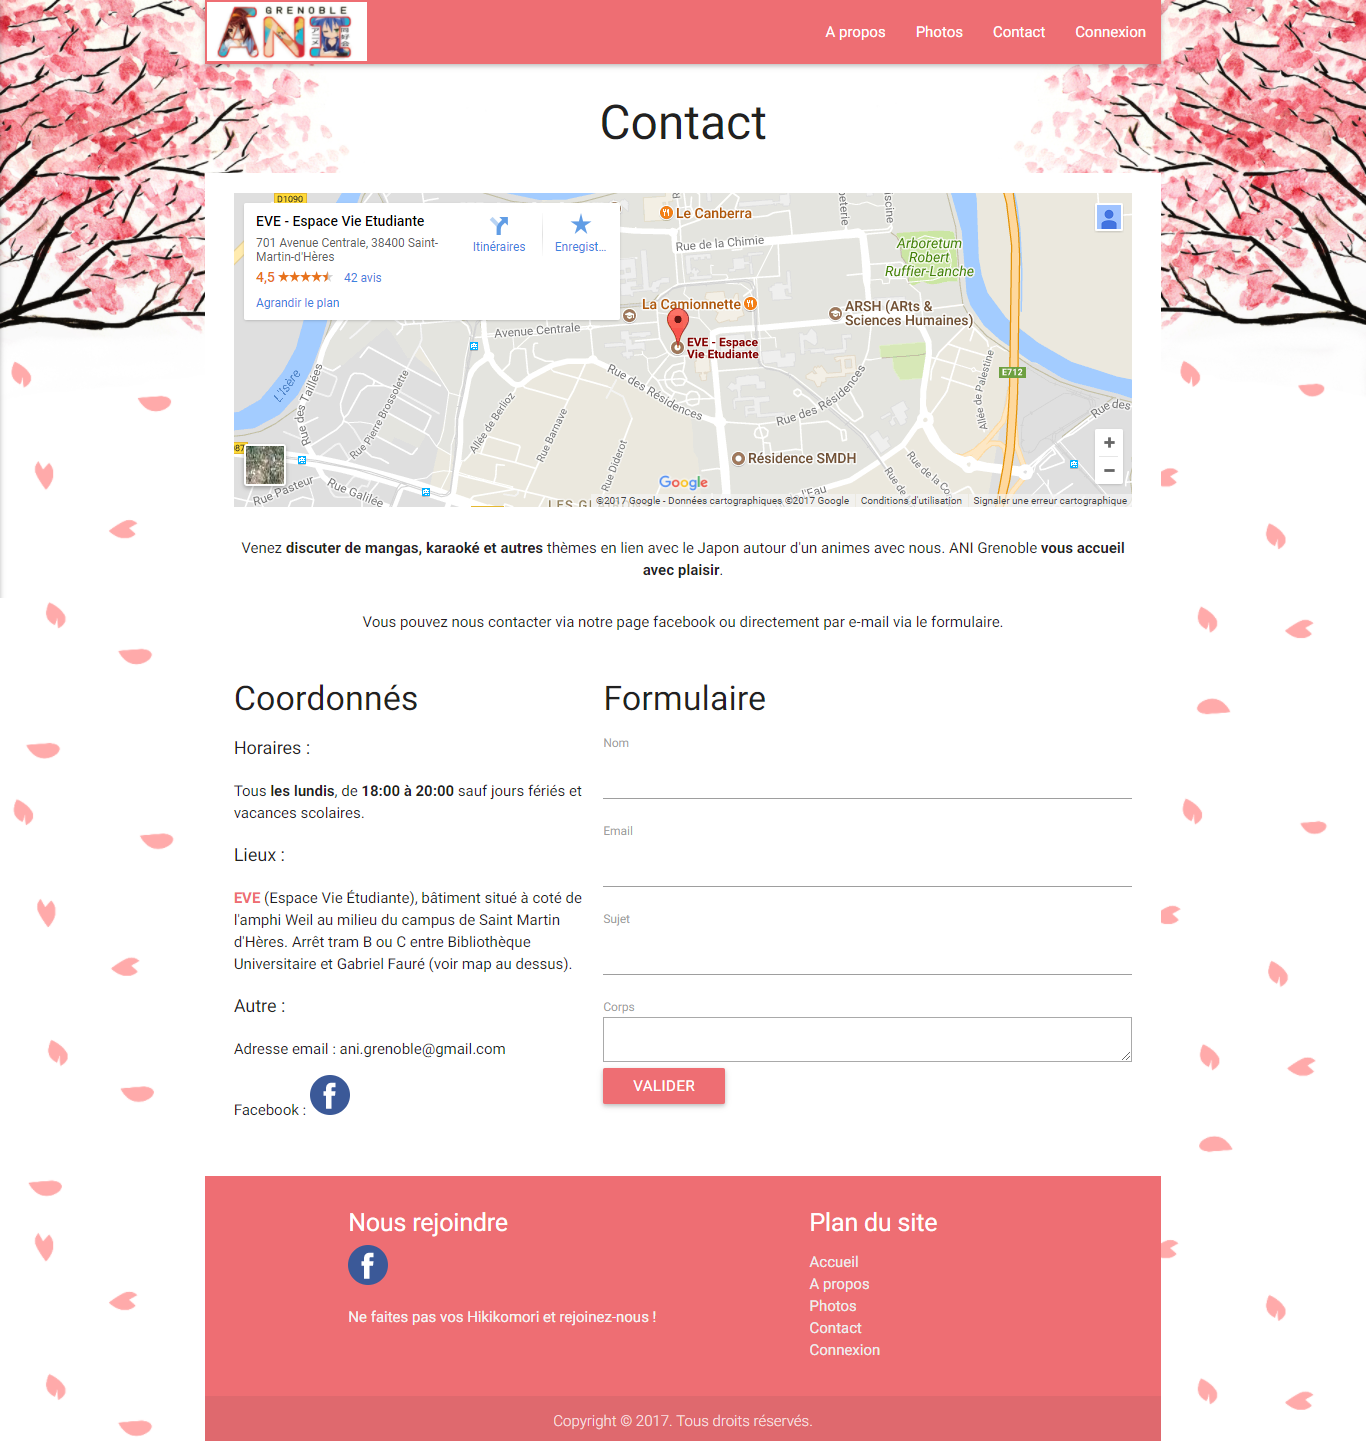 GRENOBLE
ANI
A propos
Photos
Contact
Connexion
Contact
D1090
EVE - Espace Vie Etudiante
701 Avenue Centrale, 38400 Saint-
Martin-d'Hères
4,5
42 avis
Agrandir le plan
Itinéraires
Enregist...
Le Canberra
Rue de la Chimie
Arboretum
Robert
Ruffier-Lanche
La Camionnette
ARSH (ARts &
Sciences Humaines)
Avenue Centrale
EVE - Espace
Vie Etudiante
L'Isère
Rue des Taillées
Rue Pierre Brossolette
Allée de Berlioz
Rue Barnave
Rue Diderot
Rue des Résidences
Rue des Résidences
Allée de Palestine
E712
Rue des
Résidence SMDH
Rue Pasteur
Rue Galilée
Google
©2017 Google - Données cartographiques ©2017 Google
Conditions d'utilisation
Signaler une erreur cartographique
Venez discuter de mangas, karaoké et autres thèmes en lien avec le Japon autour d'un animes avec nous. ANI Grenoble vous accueil
avec plaisir.
Vous pouvez nous contacter via notre page facebook ou directement par e-mail via le formulaire.
Coordonnés
Horaires :
Tous les lundis, de 18:00 à 20:00 sauf jours fériés et
vacances scolaires.
Lieux :
EVE (Espace Vie Étudiante), bâtiment situé à coté de
l'amphi Weil au milieu du campus de Saint Martin
d'Hères. Arrêt tram B ou C entre Bibliothèque
Universitaire et Gabriel Fauré (voir map au dessus).
Autre :
Adresse email : ani.grenoble@gmail.com
Facebook :
Formulaire
Nom
Email
Sujet
Corps
VALIDER
Nous rejoindre
Ne faites pas vos Hikikomori et rejoinez-nous !
Plan du site
Accueil
A propos
Photos
Contact
Connexion
Copyright © 2017. Tous droits réservés.